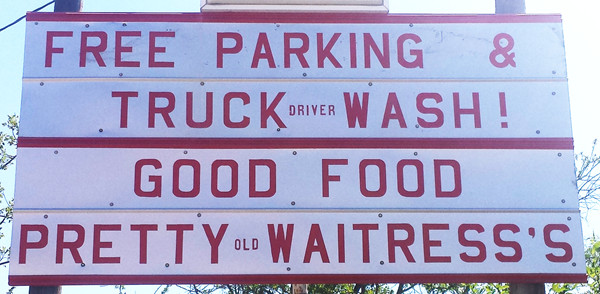 FREE PARKING &
TRUCK DRIVER WASH!
GOOD FOOD
PRETTY OLD WAITRESS'S